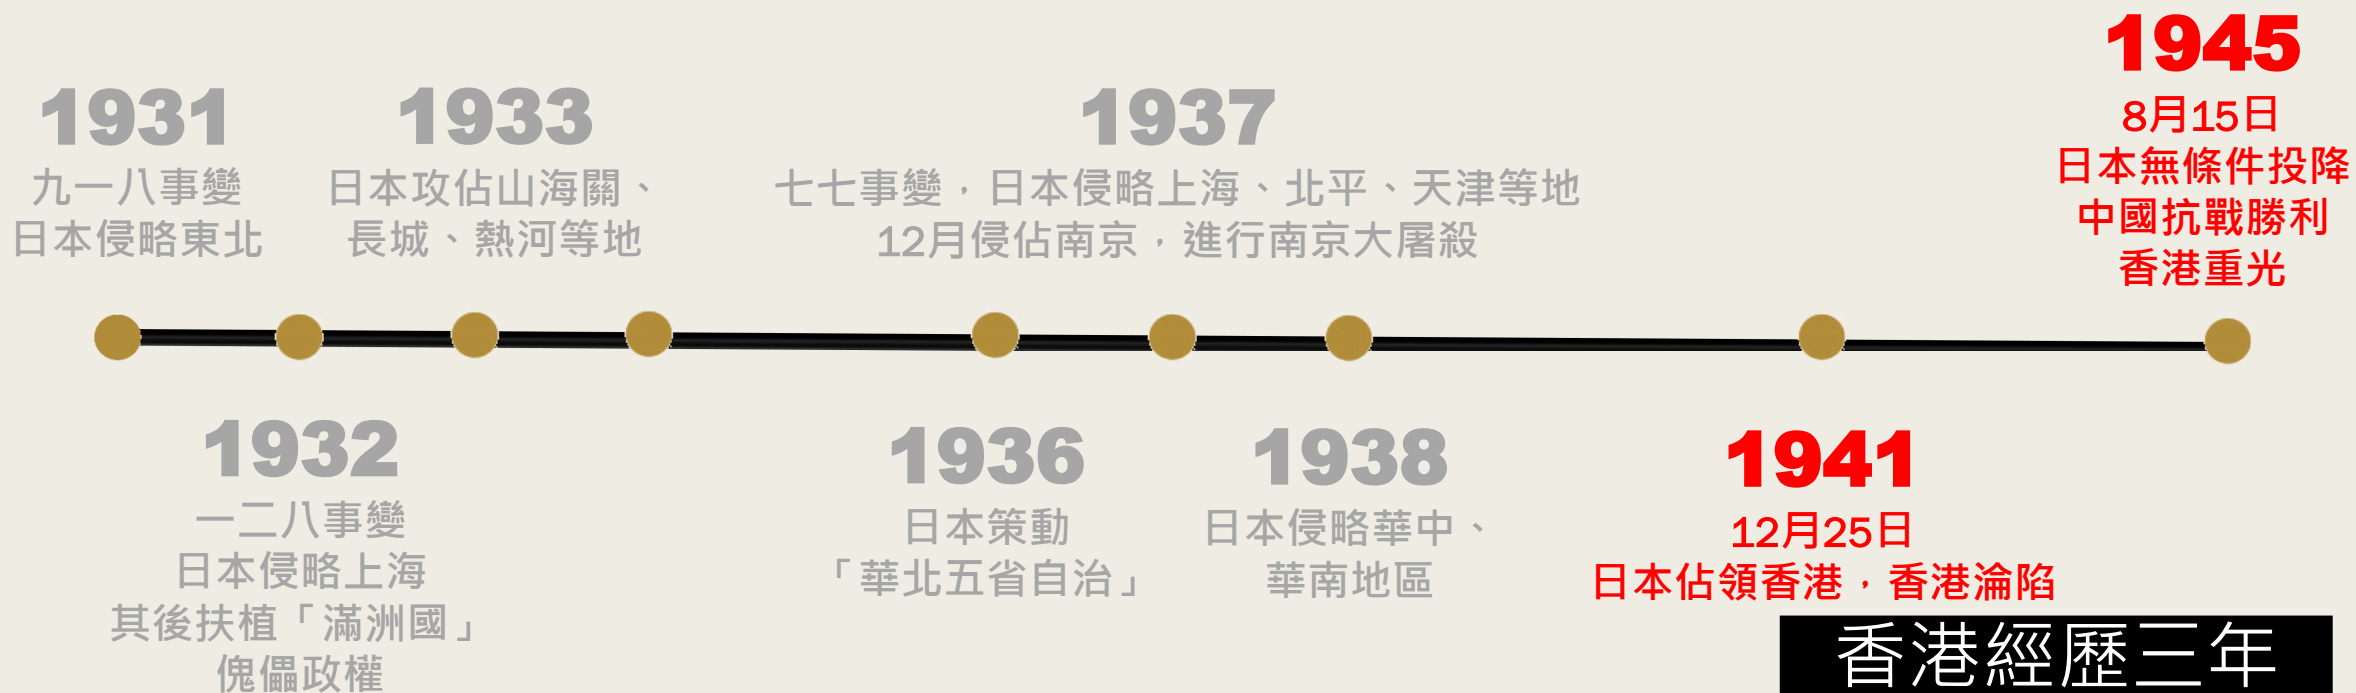 1931
九一八事變
日本侵略東北
1932
一二八事變
日本侵略上海
其後扶植「滿洲國」
傀儡政權
1933
日本攻佔山海關、
長城、熱河等地
1936
日本策動
「華北五省自治」
1937
七七事變，日本侵略上海、北平、天津等地
12月侵佔南京，進行南京大屠殺
1938
日本侵略華中、
華南地區
1941
12月25日
日本佔領香港，香港淪陷
1945
8月15日
日本無條件投降
中國抗戰勝利
香港重光
香港經歷三年